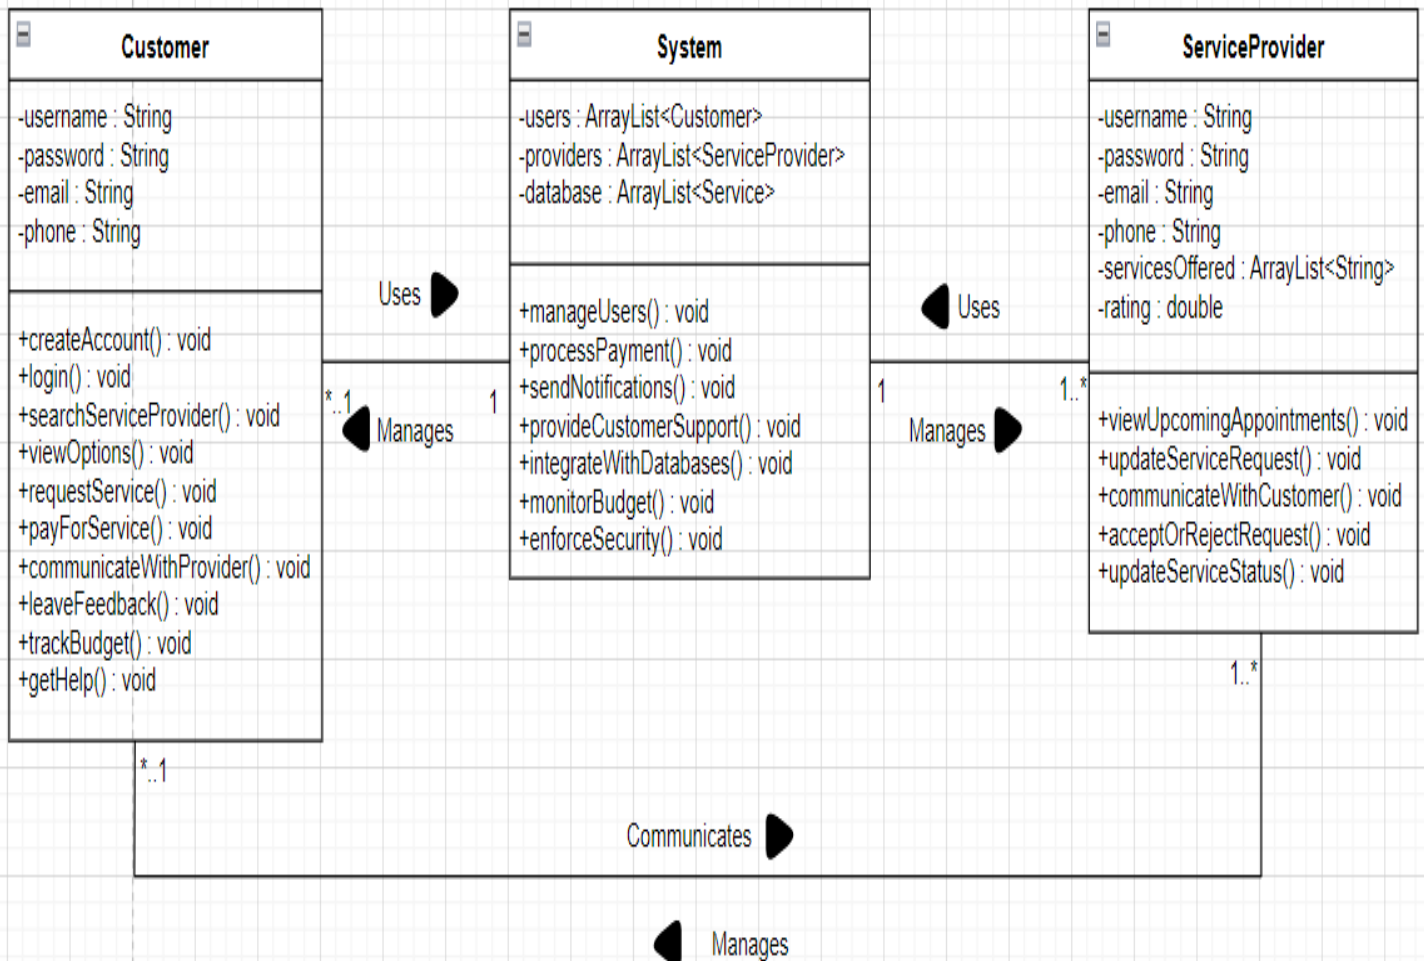 Customer
-username : String
-password : String
-email : String
-phone : String
+createAccount() : void
+login() : void
+searchServiceProvider() : void
+viewOptions() : void
+requestService() : void
+payForService() : void
+communicateWithProvider() : void
+leaveFeedback() : void
+trackBudget() : void
+getHelp() : void
Uses
*..1
1
Manages
System
-users : ArrayList<Customer>
-providers : ArrayList<ServiceProvider>
-database : ArrayList<Service>
+manageUsers() : void
+processPayment() : void
+sendNotifications() : void
+provideCustomerSupport() : void
+integrateWithDatabases() : void
+monitorBudget() : void
+enforceSecurity() : void
Uses
1
1..*
Manages
ServiceProvider
-username : String
-password : String
-email : String
-phone : String
-servicesOffered : ArrayList<String>
-rating : double
+viewUpcomingAppointments() : void
+updateServiceRequest() : void
+communicateWithCustomer() : void
+acceptOrRejectRequest() : void
+updateServiceStatus() : void
1..*
*..1
Communicates
Manages